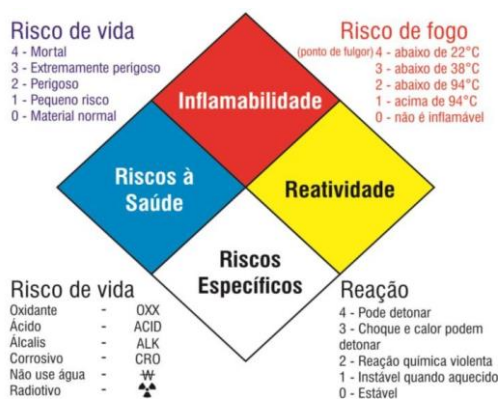 Risco de vida
4 - Mortal
3 - Extremamente perigoso
2 - Perigoso
1 - Pequeno risco
0 - Material normal
Risco de fogo
(ponto de fulgor) 4 - abaixo de 22°C
3 - abaixo de 38°C
2 - abaixo de 94°C
1 - acima de 94°C
0 - não é inflamável
Inflamabilidade
Riscos à
Saúde
Reatividade
Riscos
Específicos
Risco de vida
Oxidante - OXX
Ácido - ACID
Álcalis - ALK
Corrosivo - CRO
Não use água - W
Radiotivo -
Reação
4 - Pode detonar
3 - Choque e calor podem
detonar
2 - Reação química violenta
1 - Instável quando aquecido
0 - Estável